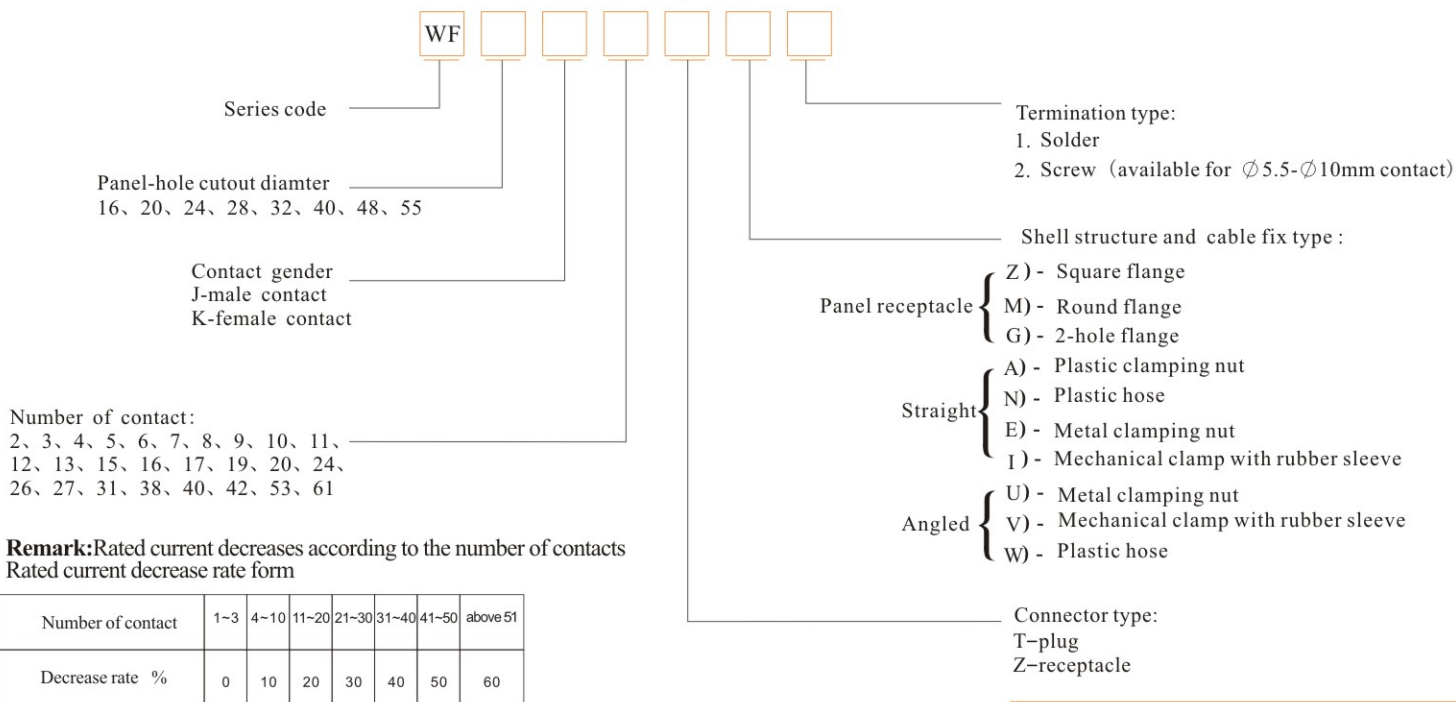 WF
Series code
Panel-hole cutout diamter
16、20、24、28、32、40、48、55
Contact gender
J-male contact
K-female contact
Number of contact:
2、3、4、5、6、7、8、9、10、11、
12、13、15、16、17、19、20、24、
26、27、31、38、40、42、53、61
Remark:Rated current decreases according to the number of contacts
Rated current decrease rate form
Number of contact 1~3 4~10 11~20 21~30 31~40 41~50 above 51
Decrease rate % 0 10 20 30 40 50 60
Termination type:
1. Solder
2. Screw (available for ∅5.5-∅10mm contact)
Shell structure and cable fix type :
Panel receptacle
Z) - Square flange
M) - Round flange
G) - 2-hole flange
Straight
A) - Plastic clamping nut
N) - Plastic hose
E) - Metal clamping nut
I) - Mechanical clamp with rubber sleeve
Angled
U) - Metal clamping nut
V) - Mechanical clamp with rubber sleeve
W) - Plastic hose
Connector type:
T-plug
Z-receptacle